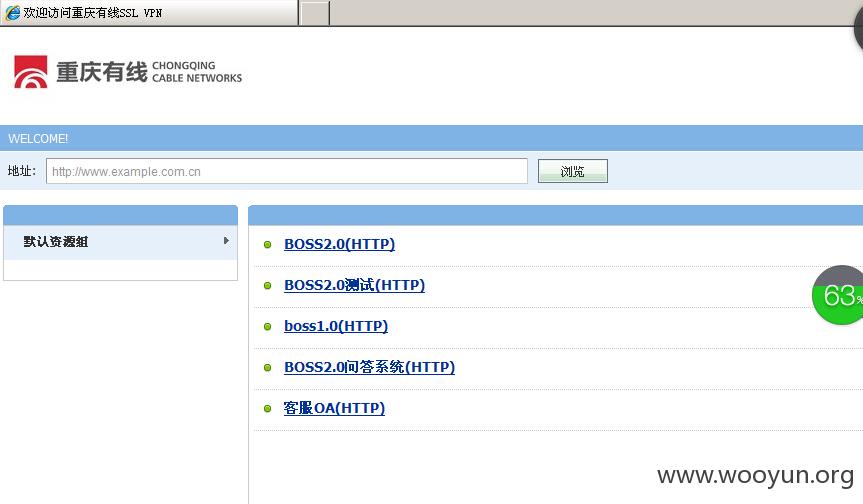 欢迎访问重庆有线SSL VPN
重庆有线 CHONGQING
CABLE NETWORKS
WELCOME!
地址: http://www.example.com.cn 浏览
默认资源组
BOSS2.0(HTTP)
BOSS2.0测试(HTTP)
boss1.0(HTTP)
BOSS2.0问答系统(HTTP)
客服OA(HTTP)
63%
www.wooyun.org